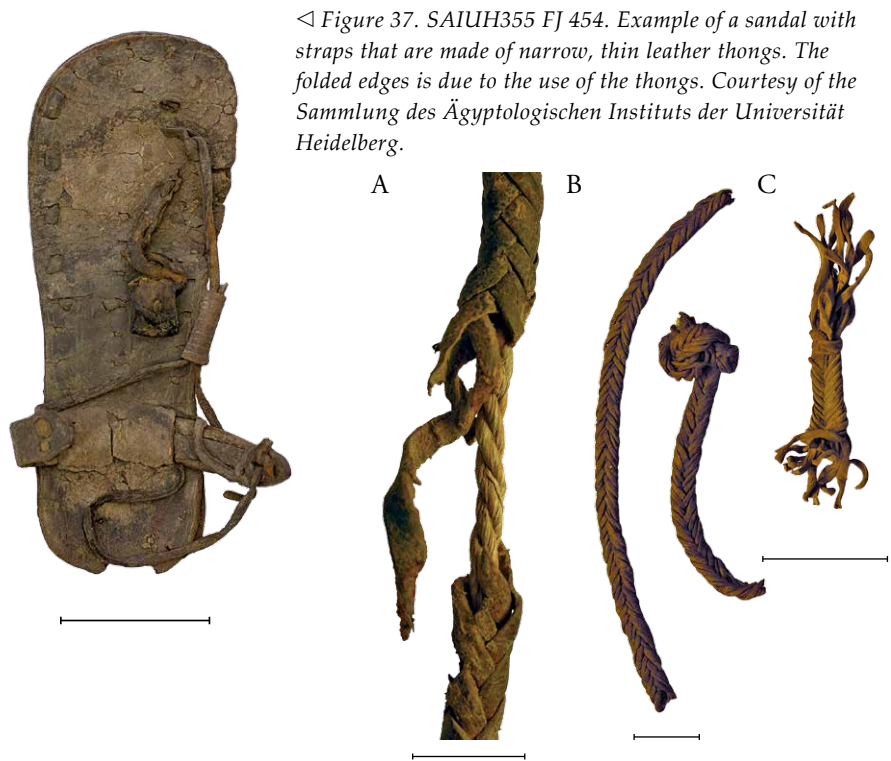 ◁ Figure 37. SAIUH355 FJ 454. Example of a sandal with
straps that are made of narrow, thin leather thongs. The
folded edges is due to the use of the thongs. Courtesy of the
Sammlung des Ägyptologischen Instituts der Universität
Heidelberg.
A B C